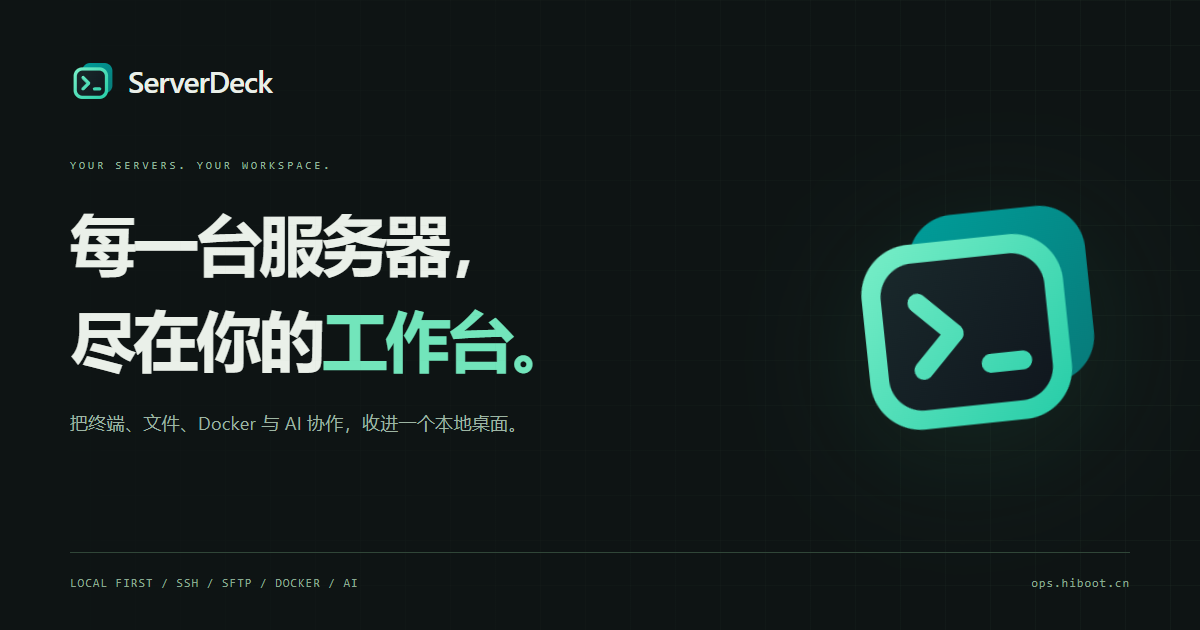 ServerDeck
YOUR SERVERS. YOUR WORKSPACE.
每一台服务器，
尽在你的工作台。
把终端、文件、Docker 与 AI 协作，收进一个本地桌面。
LOCAL FIRST / SSH / SFTP / DOCKER / AI
ops.hiboot.cn